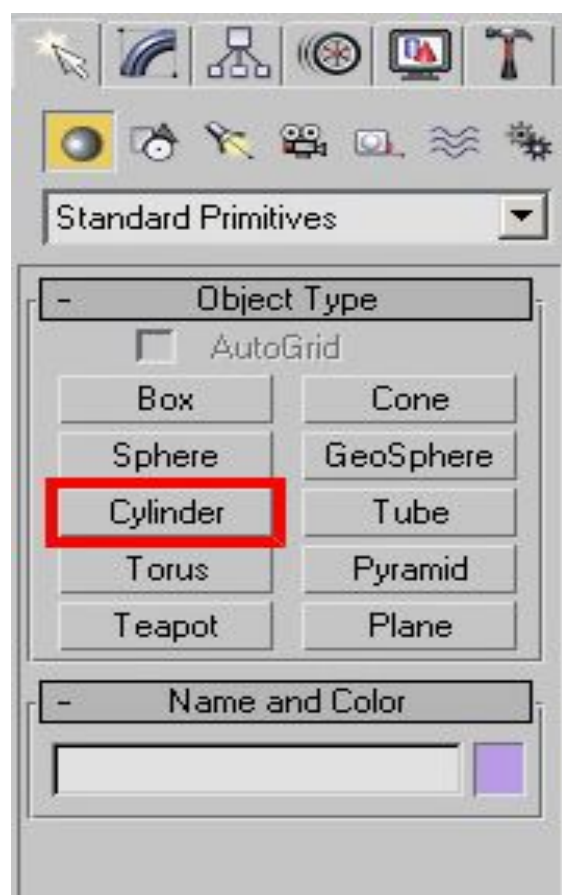 Standard Primitives
- Object Type
AutoGrid
Box Cone
Sphere GeoSphere
Cylinder Tube
Torus Pyramid
Teapot Plane
- Name and Color